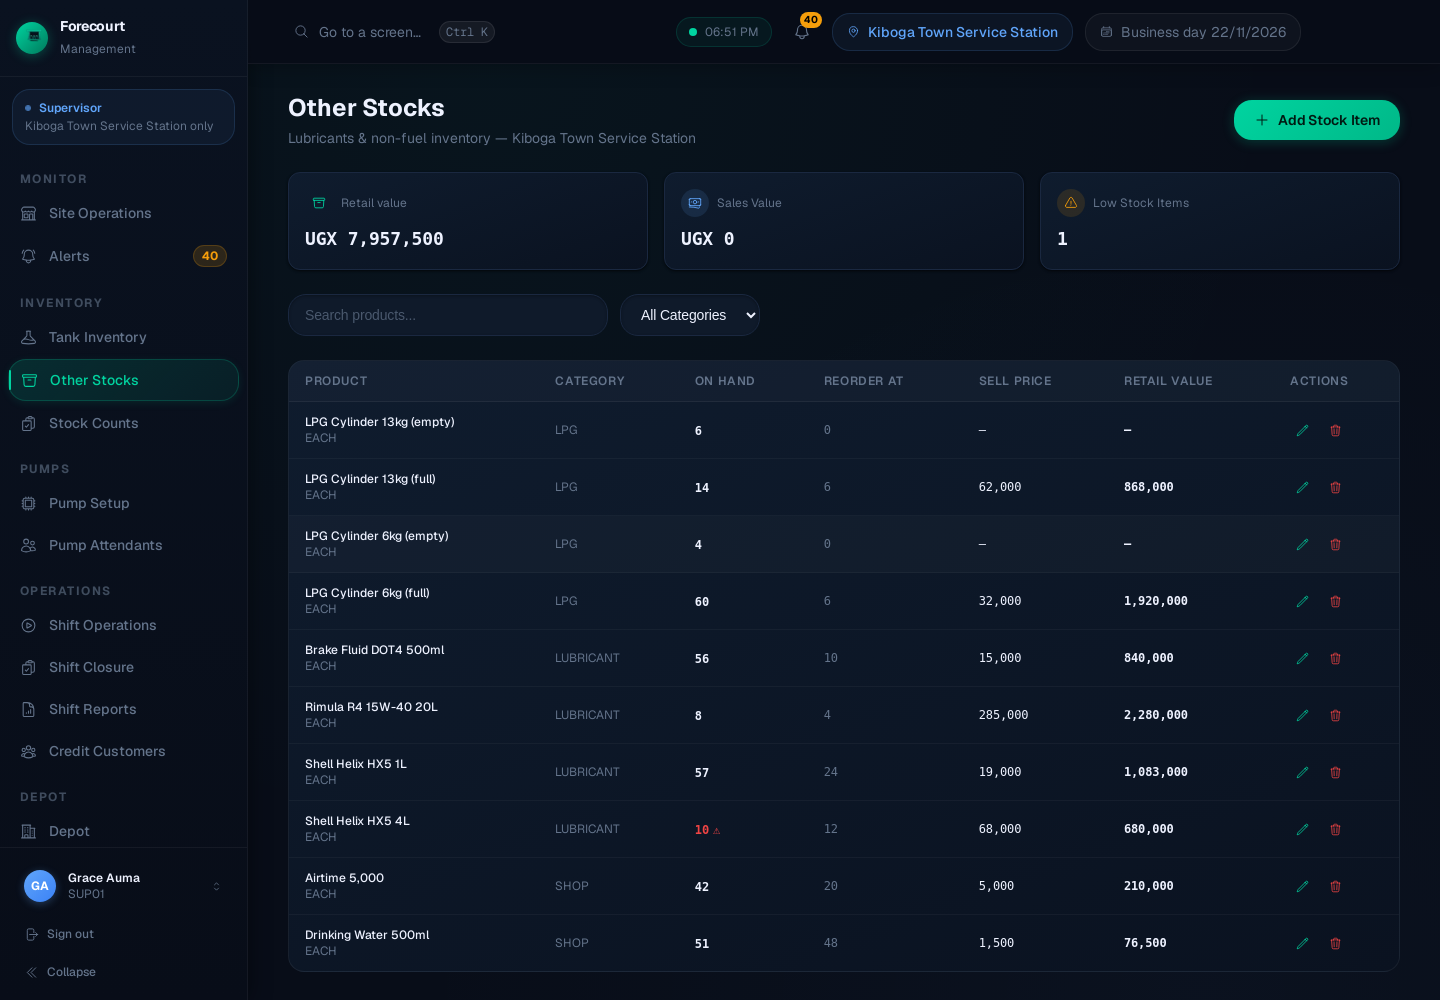 Forecourt
Management
Supervisor
Kiboga Town Service Station only
MONITOR
Site Operations
Alerts 40
INVENTORY
Tank Inventory
Other Stocks
Stock Counts
PUMPS
Pump Setup
Pump Attendants
OPERATIONS
Shift Operations
Shift Closure
Shift Reports
Credit Customers
DEPOT
Depot
GA Grace Auma
SUP01
Sign out
Collapse
Go to a screen... Ctrl K
06:51 PM
40
Kiboga Town Service Station
Business day 22/11/2026
Other Stocks
Lubricants & non-fuel inventory — Kiboga Town Service Station
Add Stock Item
Retail value
UGX 7,957,500
Sales Value
UGX 0
Low Stock Items
1
Search products...
All Categories
PRODUCT CATEGORY ON HAND REORDER AT SELL PRICE RETAIL VALUE ACTIONS
LPG Cylinder 13kg (empty)
EACH LPG 6 0 — —
LPG Cylinder 13kg (full)
EACH LPG 14 6 62,000 868,000
LPG Cylinder 6kg (empty)
EACH LPG 4 0 — —
LPG Cylinder 6kg (full)
EACH LPG 60 6 32,000 1,920,000
Brake Fluid DOT4 500ml
EACH LUBRICANT 56 10 15,000 840,000
Rimula R4 15W-40 20L
EACH LUBRICANT 8 4 285,000 2,280,000
Shell Helix HX5 1L
EACH LUBRICANT 57 24 19,000 1,083,000
Shell Helix HX5 4L
EACH LUBRICANT 10 ⚠ 12 68,000 680,000
Airtime 5,000
EACH SHOP 42 20 5,000 210,000
Drinking Water 500ml
EACH SHOP 51 48 1,500 76,500